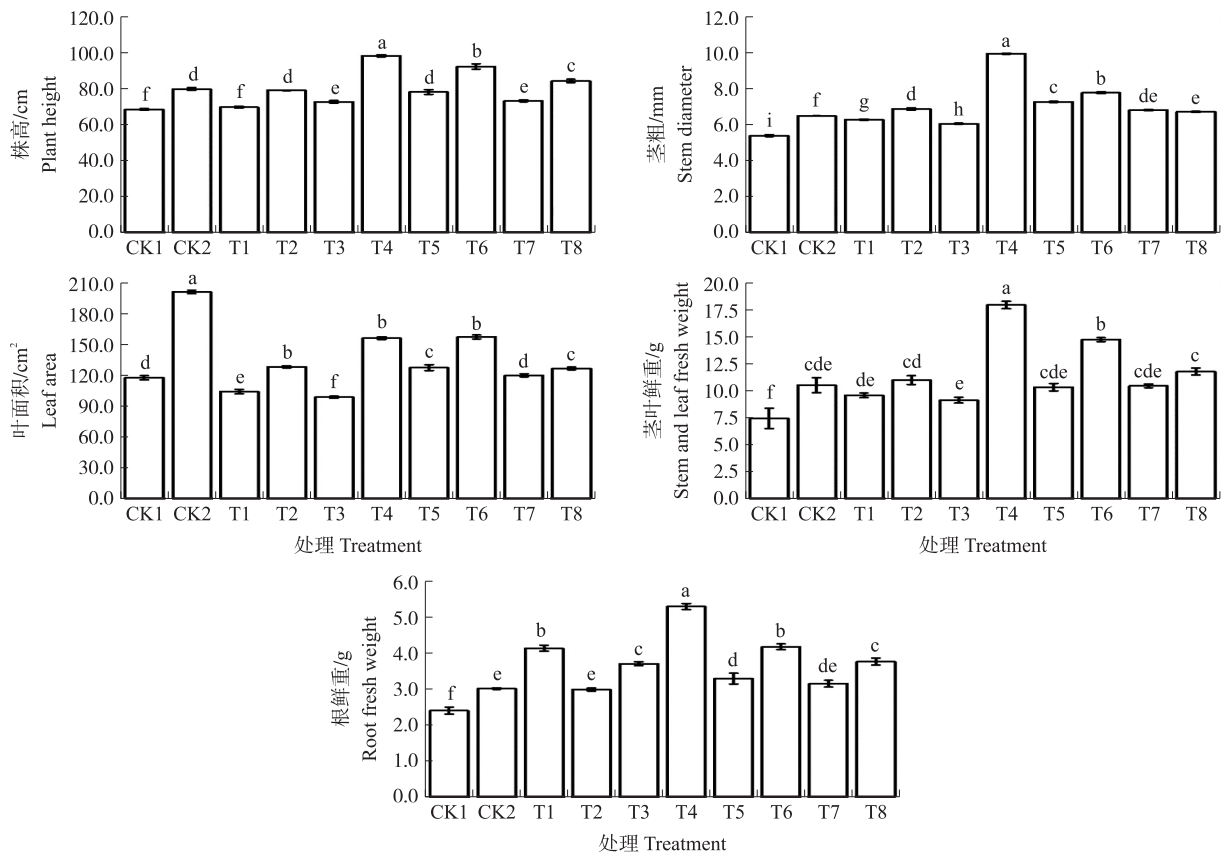 120.0
100.0
80.0
60.0
40.0
20.0
0.0
株高/cm
Plant height
f d f d e a d b e c
CK1 CK2 T1 T2 T3 T4 T5 T6 T7 T8
12.0
10.0
8.0
6.0
4.0
2.0
0.0
茎粗/mm
Stem diameter
i f g d h a c b de e
CK1 CK2 T1 T2 T3 T4 T5 T6 T7 T8
210.0
180.0
150.0
120.0
90.0
60.0
30.0
0.0
叶面积/cm²
Leaf area
d a e b f b c b d c
CK1 CK2 T1 T2 T3 T4 T5 T6 T7 T8
处理 Treatment
20.0
17.5
15.0
12.5
10.0
7.5
5.0
2.5
0.0
茎叶鲜重/g
Stem and leaf fresh weight
f cde de cd e a cde b cde c
CK1 CK2 T1 T2 T3 T4 T5 T6 T7 T8
处理 Treatment
6.0
5.0
4.0
3.0
2.0
1.0
0.0
根鲜重/g
Root fresh weight
f e b e c a d b de c
CK1 CK2 T1 T2 T3 T4 T5 T6 T7 T8
处理 Treatment